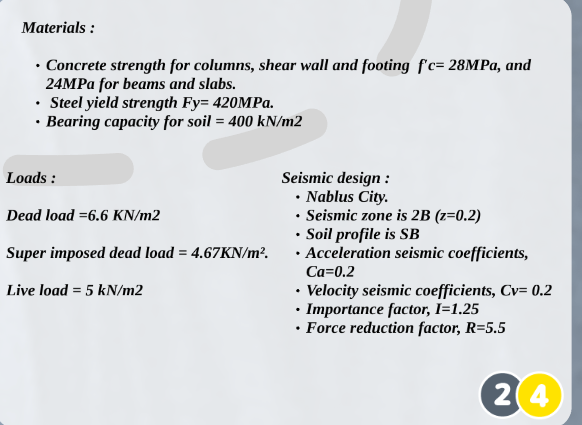 Materials :
· Concrete strength for columns, shear wall and footing f'c= 28MPa, and
24MPa for beams and slabs.
· Steel yield strength Fy= 420MPa.
· Bearing capacity for soil = 400 kN/m2
Loads :
Dead load =6.6 KN/m2
Super imposed dead load = 4.67KN/m².
Live load = 5 kN/m2
Seismic design :
· Nablus City.
· Seismic zone is 2B (z=0.2)
· Soil profile is SB
· Acceleration seismic coefficients,
Ca=0.2
· Velocity seismic coefficients, Cv= 0.2
· Importance factor, I=1.25
· Force reduction factor, R=5.5
2 4